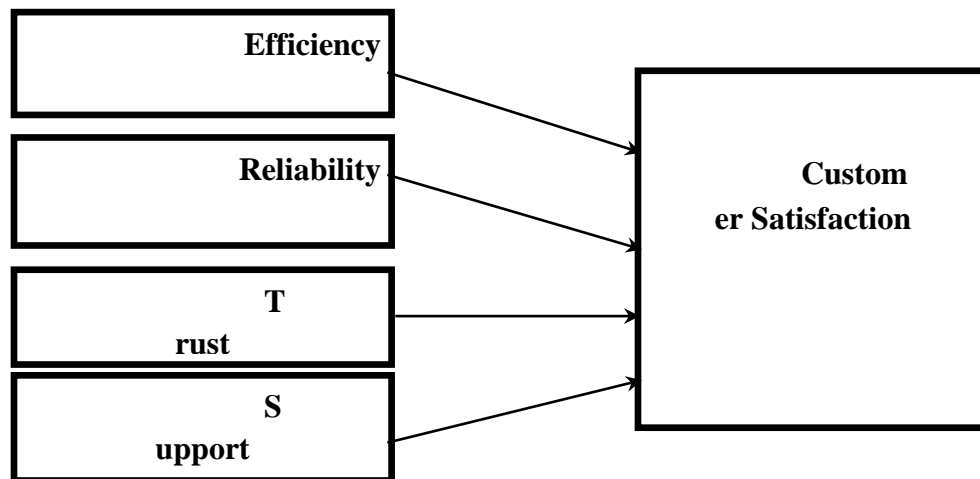 Efficiency
Reliability
T
rust
S
upport
Custom
er Satisfaction